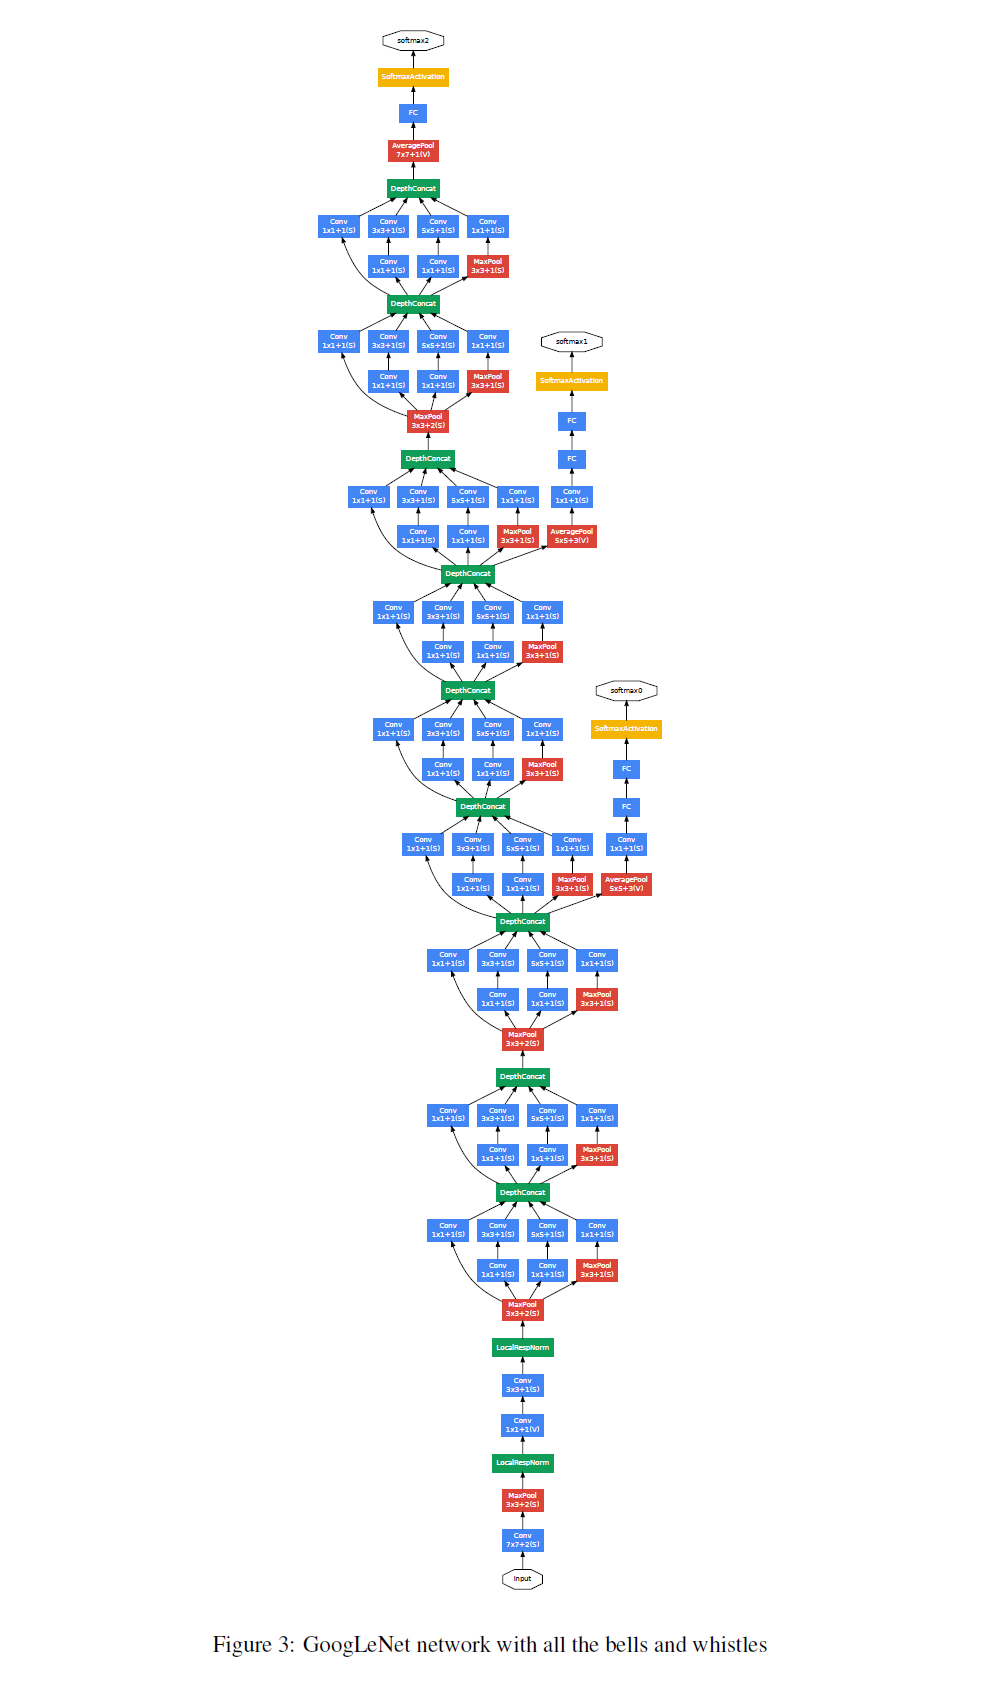 softmax2
SoftmaxActivation
FC
AveragePool
7x7+1(V)
DepthConcat
Conv Conv Conv Conv
1x1+1(S) 3x3+1(S) 5x5+1(S) 1x1+1(S)
Conv Conv MaxPool
1x1+1(S) 1x1+1(S) 3x3+1(S)
DepthConcat
Conv Conv Conv Conv
1x1+1(S) 3x3+1(S) 5x5+1(S) 1x1+1(S)
softmax1
Conv Conv MaxPool
1x1+1(S) 1x1+1(S) 3x3+1(S)
SoftmaxActivation
MaxPool
3x3+2(S)
FC
DepthConcat FC
Conv Conv Conv Conv Conv
1x1+1(S) 3x3+1(S) 5x5+1(S) 1x1+1(S) 1x1+1(S)
Conv Conv MaxPool AveragePool
1x1+1(S) 1x1+1(S) 3x3+1(S) 5x5+3(V)
DepthConcat
Conv Conv Conv Conv
1x1+1(S) 3x3+1(S) 5x5+1(S) 1x1+1(S)
Conv Conv MaxPool
1x1+1(S) 1x1+1(S) 3x3+1(S)
DepthConcat softmax0
Conv Conv Conv Conv
1x1+1(S) 3x3+1(S) 5x5+1(S) 1x1+1(S)
SoftmaxActivation
Conv Conv MaxPool
1x1+1(S) 1x1+1(S) 3x3+1(S)
FC
DepthConcat FC
Conv Conv Conv Conv Conv
1x1+1(S) 3x3+1(S) 5x5+1(S) 1x1+1(S) 1x1+1(S)
Conv Conv MaxPool AveragePool
1x1+1(S) 1x1+1(S) 3x3+1(S) 5x5+3(V)
DepthConcat
Conv Conv Conv Conv
1x1+1(S) 3x3+1(S) 5x5+1(S) 1x1+1(S)
Conv Conv MaxPool
1x1+1(S) 1x1+1(S) 3x3+1(S)
MaxPool
3x3+2(S)
DepthConcat
Conv Conv Conv Conv
1x1+1(S) 3x3+1(S) 5x5+1(S) 1x1+1(S)
Conv Conv MaxPool
1x1+1(S) 1x1+1(S) 3x3+1(S)
DepthConcat
Conv Conv Conv Conv
1x1+1(S) 3x3+1(S) 5x5+1(S) 1x1+1(S)
Conv Conv MaxPool
1x1+1(S) 1x1+1(S) 3x3+1(S)
MaxPool
3x3+2(S)
LocalRespNorm
Conv
3x3+1(S)
Conv
1x1+1(V)
LocalRespNorm
MaxPool
3x3+2(S)
Conv
7x7+2(S)
input
Figure 3: GoogLeNet network with all the bells and whistles